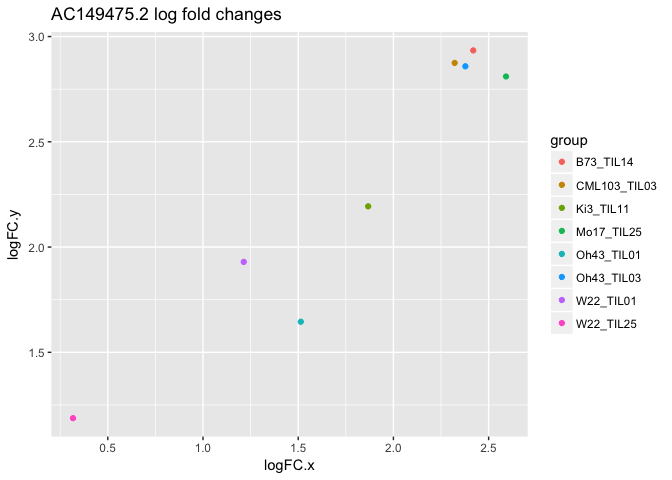 AC149475.2 log fold changes
3.0
2.5
2.0
1.5
logFC.y
0.5
1.0
1.5
2.0
2.5
logFC.x
group
B73_TIL14
CML103_TIL03
Ki3_TIL11
Mo17_TIL25
Oh43_TIL01
Oh43_TIL03
W22_TIL01
W22_TIL25